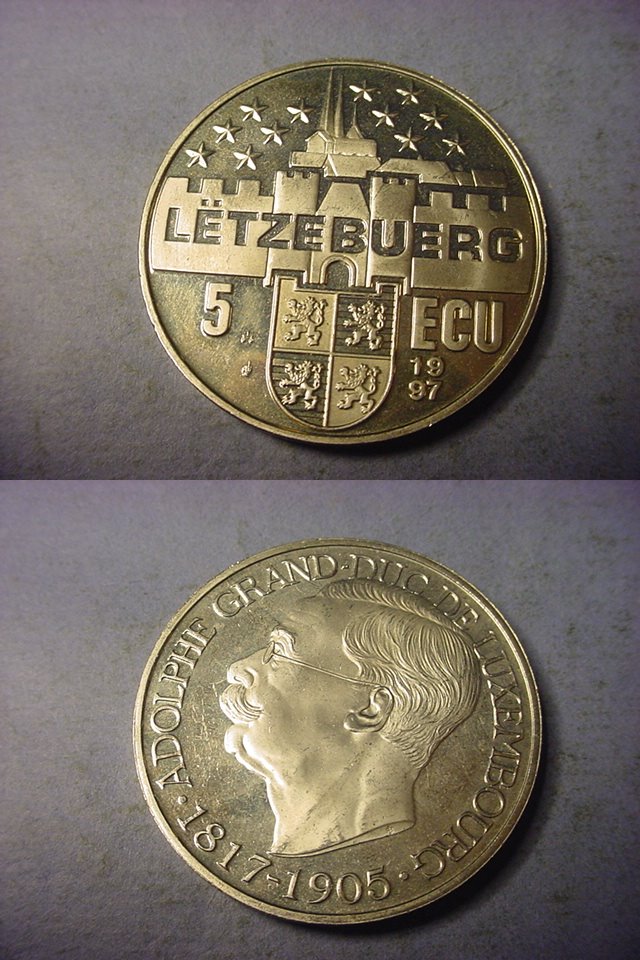 LËTZEBUERG
5 ECU
19
97
ADOLPHE GRAND-DUC DE LUXEMBOURG
· 1817-1905 ·